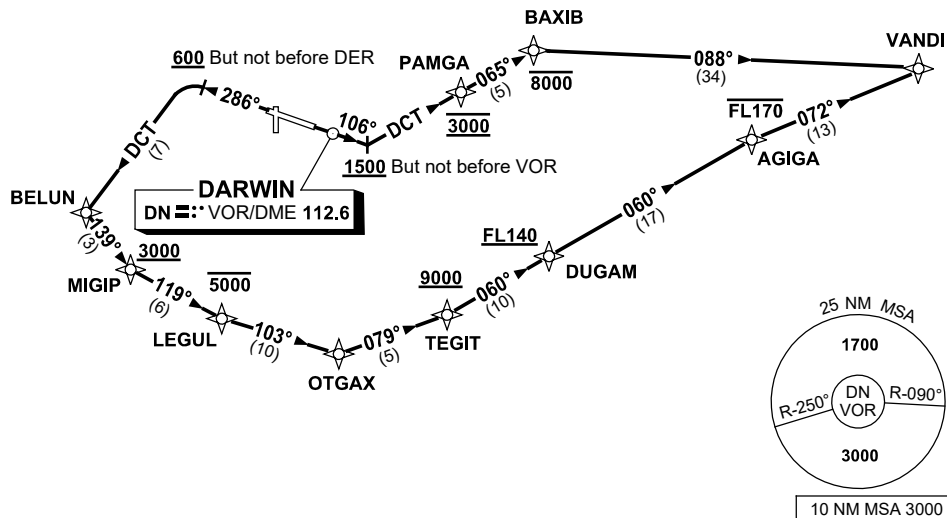 BAXIB
VANDI
600 But not before DER
PAMGA
065°
(5)
088°
(34)
8000
286°
106°
DCT
3000
FL170
072°
(13)
AGIGA
DCT
(7)
1500 But not before VOR
DARWIN
DN VOR/DME 112.6
BELUN
139°
(3)
3000
MIGIP
5000
119°
(6)
LEGUL
103°
(10)
OTGAX
079°
(5)
9000
TEGIT
060°
(10)
FL140
DUGAM
060°
(17)
25 NM MSA
1700
R-250°
DN
VOR
R-090°
3000
10 NM MSA 3000